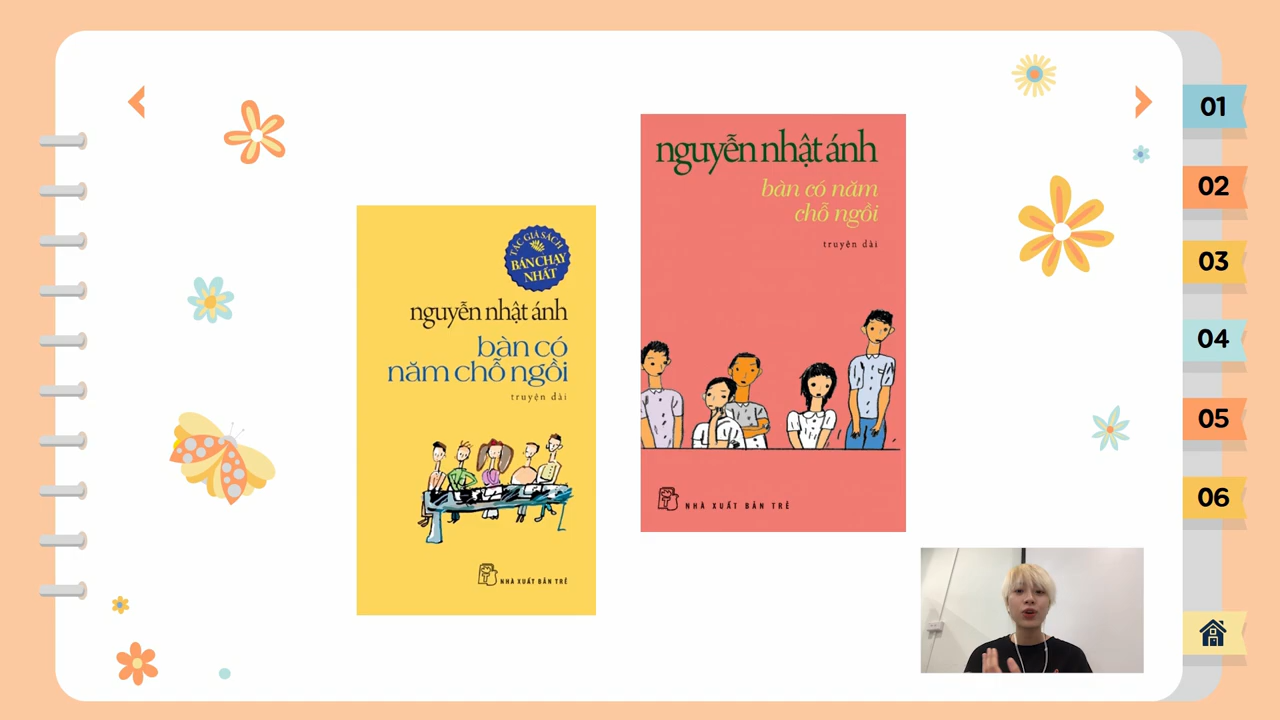 TÁC GIẢ SÁCH
BÁN CHẠY
NHẤT
nguyễn nhật ánh
bàn có
năm chỗ ngồi
truyện dài
NHÀ XUẤT BẢN TRẺ
nguyễn nhật ánh
bàn có năm
chỗ ngồi
truyện dài
NHÀ XUẤT BẢN TRẺ
01
02
03
04
05
06